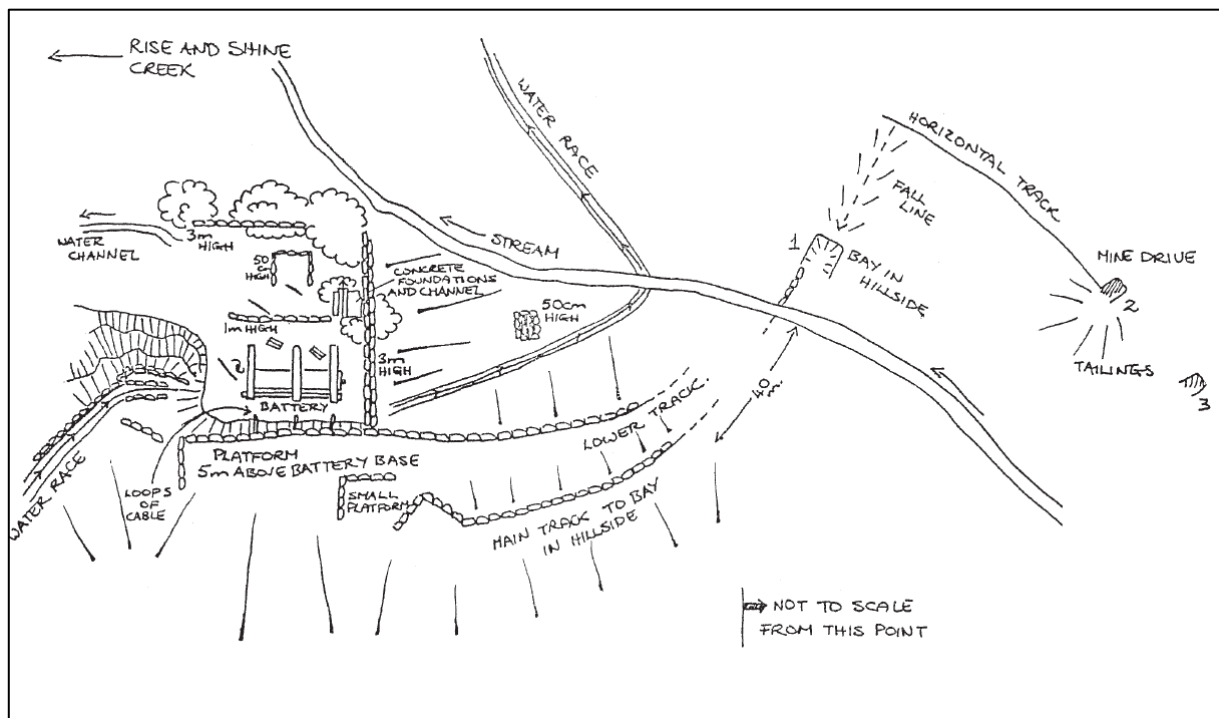 RISE AND SHINE
CREEK
WATER RACE
HORIZONTAL TRACK
FALL
LINE
WATER
CHANNEL
3m
HIGH
50
cm
HIGH
STREAM
CONCRETE
FOUNDATIONS
AND CHANNEL
1
BAY IN
HILLSIDE
MINE DRIVE
2
50cm
HIGH
1m HIGH
3m
HIGH
TAILINGS
3
BATTERY
40
m.
LOWER TRACK.
PLATFORM
5m ABOVE BATTERY BASE
WATER RACE
LOOPS
OF
CABLE
SMALL
PLATFORM
MAIN TRACK TO BAY
IN HILLSIDE
NOT TO SCALE
FROM THIS POINT